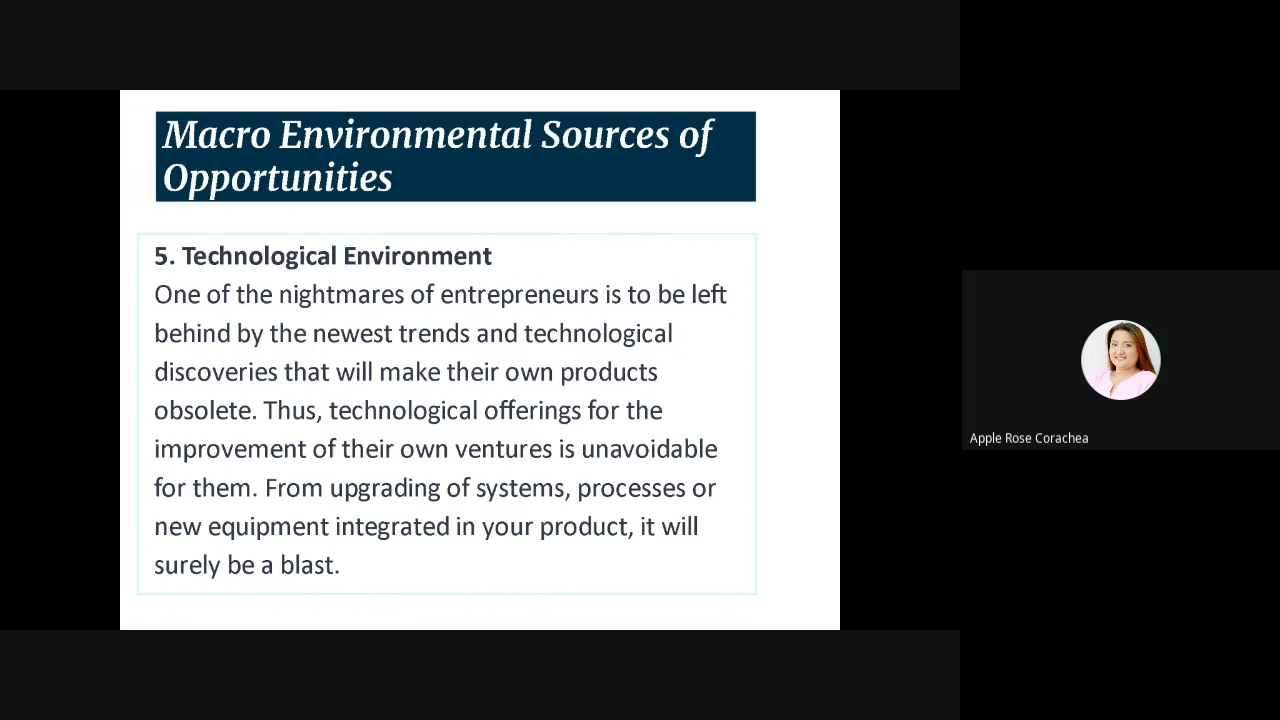 Macro Environmental Sources of
Opportunities
5. Technological Environment
One of the nightmares of entrepreneurs is to be left
behind by the newest trends and technological
discoveries that will make their own products
obsolete. Thus, technological offerings for the
improvement of their own ventures is unavoidable
for them. From upgrading of systems, processes or
new equipment integrated in your product, it will
surely be a blast.
Apple Rose Corachea